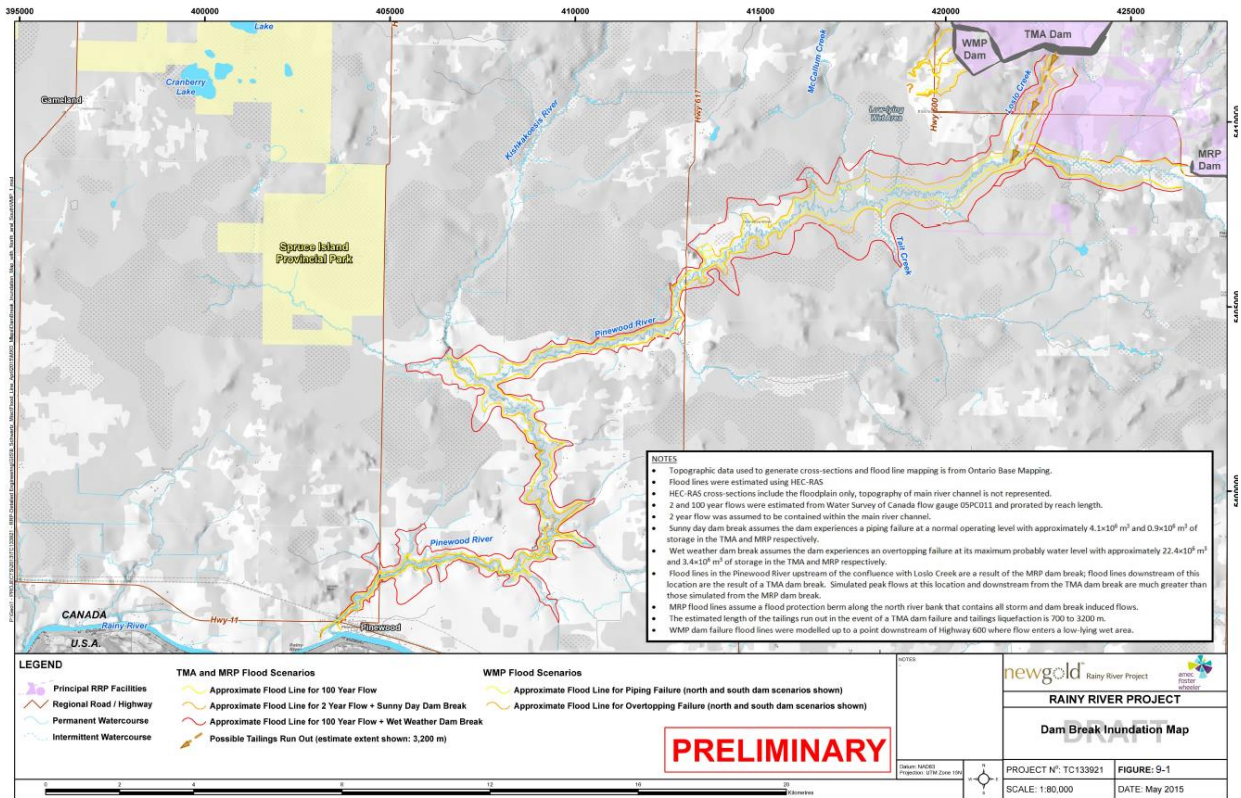 395000 400000 405000 410000 415000 420000 425000
Lake
Cranberry
Lake
Gameland
Kishkakoesis River
Hwy 617
McCallum Creek
Low-lying
Wet Area
Hwy 600
WMP
Dam
TMA Dam
Loslo Creek
MRP
Dam
5410000
Tait Creek
Spruce Island
Provincial Park
5405000
Pinewood River
5400000
Pinewood River
CANADA
Rainy River
U.S.A.
Hwy-11
Pinewood
Rainy
River
NOTES
• Topographic data used to generate cross-sections and flood line mapping is from Ontario Base Mapping.
• Flood lines were estimated using HEC-RAS
• HEC-RAS cross-sections include the floodplain only, topography of main river channel is not represented.
• 2 and 100 year flows were estimated from Water Survey of Canada flow gauge 05PC011 and prorated by reach length.
• 2 year flow was assumed to be contained within the main river channel.
• Sunny day dam break assumes the dam experiences a piping failure at a normal operating level with approximately 4.1×10⁶ m³ and 0.9×10⁶ m³ of
storage in the TMA and MRP respectively.
• Wet weather dam break assumes the dam experiences an overtopping failure at its maximum probably water level with approximately 22.4×10⁶ m³
and 3.4×10⁶ m³ of storage in the TMA and MRP respectively.
• Flood lines in the Pinewood River upstream of the confluence with Loslo Creek are a result of the MRP dam break; flood lines downstream of this
location are the result of a TMA dam break. Simulated peak flows at this location and downstream from the TMA dam break are much greater than
those simulated from the MRP dam break.
• MRP flood lines assume a flood protection berm along the north river bank that contains all storm and dam break induced flows.
• The estimated length of the tailings run out in the event of a TMA dam failure and tailings liquefaction is 700 to 3200 m.
• WMP dam failure flood lines were modelled up to a point downstream of Highway 600 where flow enters a low-lying wet area.
LEGEND
Principal RRP Facilities
Regional Road / Highway
Permanent Watercourse
Intermittent Watercourse
TMA and MRP Flood Scenarios
Approximate Flood Line for 100 Year Flow
Approximate Flood Line for 2 Year Flow + Sunny Day Dam Break
Approximate Flood Line for 100 Year Flow + Wet Weather Dam Break
Possible Tailings Run Out (estimate extent shown: 3,200 m)
WMP Flood Scenarios
Approximate Flood Line for Piping Failure (north and south dam scenarios shown)
Approximate Flood Line for Overtopping Failure (north and south dam scenarios shown)
PRELIMINARY
0 2 4 8 12 16 20
Kilometres
NOTES:
Datum: NAD83
Projection: UTM Zone 15N
newgold™ Rainy River Project
amec
foster
wheeler
RAINY RIVER PROJECT
DRAFT
Dam Break Inundation Map
PROJECT Nº: TC133921 FIGURE: 9-1
SCALE: 1:80,000 DATE: May 2015